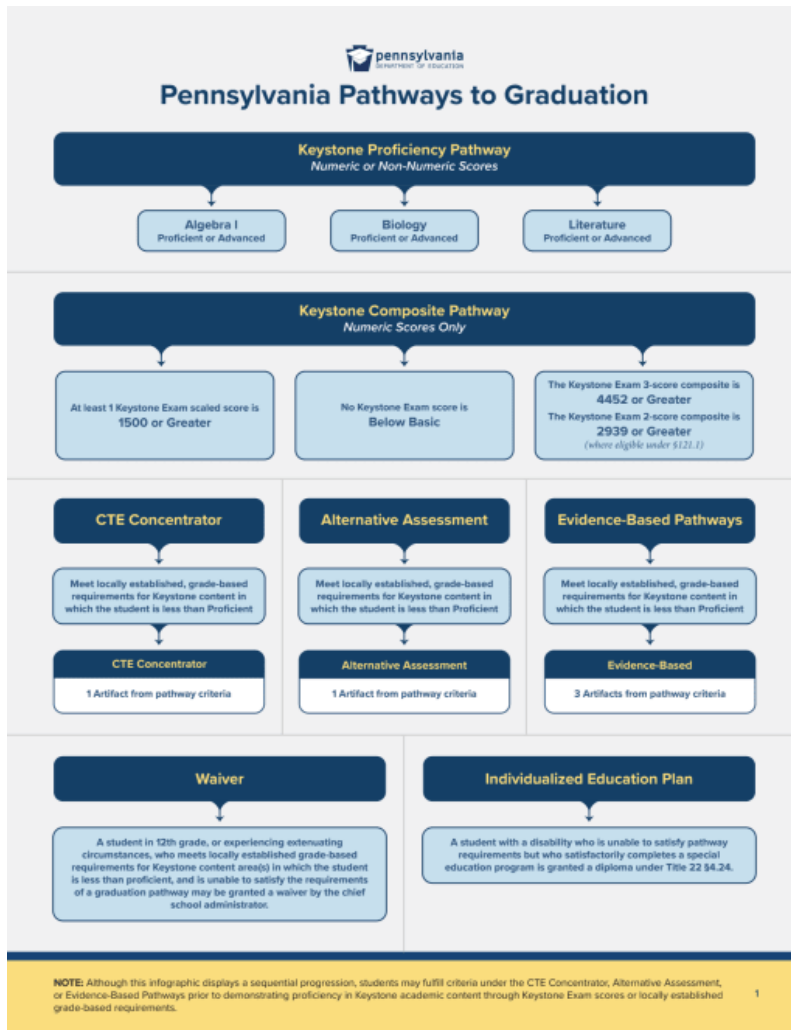 pennsylvania
DEPARTMENT OF EDUCATION
Pennsylvania Pathways to Graduation
Keystone Proficiency Pathway
Numeric or Non-Numeric Scores
Algebra I
Proficient or Advanced
Biology
Proficient or Advanced
Literature
Proficient or Advanced
Keystone Composite Pathway
Numeric Scores Only
At least 1 Keystone Exam scaled score is
1500 or Greater
No Keystone Exam score is
Below Basic
The Keystone Exam 3-score composite is
4452 or Greater
The Keystone Exam 2-score composite is
2939 or Greater
(where eligible under §121.1)
CTE Concentrator
Meet locally established, grade-based
requirements for Keystone content in
which the student is less than Proficient
CTE Concentrator
1 Artifact from pathway criteria
Alternative Assessment
Meet locally established, grade-based
requirements for Keystone content in
which the student is less than Proficient
Alternative Assessment
1 Artifact from pathway criteria
Evidence-Based Pathways
Meet locally established, grade-based
requirements for Keystone content in
which the student is less than Proficient
Evidence-Based
3 Artifacts from pathway criteria
Waiver
A student in 12th grade, or experiencing extenuating
circumstances, who meets locally established grade-based
requirements for Keystone content area(s) in which the student
is less than proficient, and is unable to satisfy the requirements
of a graduation pathway may be granted a waiver by the chief
school administrator.
Individualized Education Plan
A student with a disability who is unable to satisfy pathway
requirements but who satisfactorily completes a special
education program is granted a diploma under Title 22 §4.24.
NOTE: Although this infographic displays a sequential progression, students may fulfill criteria under the CTE Concentrator, Alternative Assessment,
or Evidence-Based Pathways prior to demonstrating proficiency in Keystone academic content through Keystone Exam scores or locally established
grade-based requirements.
1